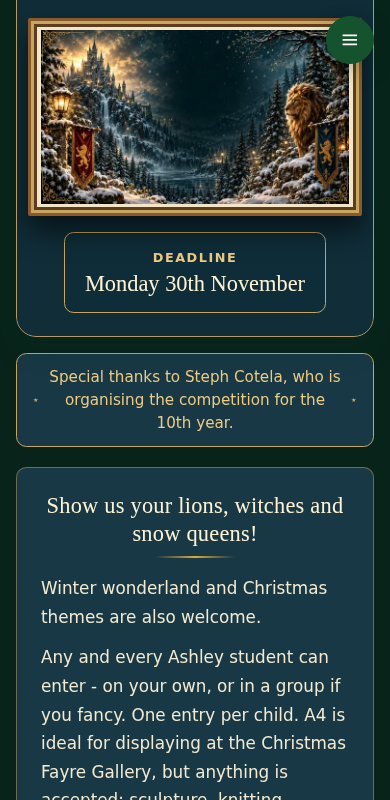 DEADLINE
Monday 30th November
Special thanks to Steph Cotela, who is
organising the competition for the
10th year.
Show us your lions, witches and
snow queens!
Winter wonderland and Christmas
themes are also welcome.
Any and every Ashley student can
enter - on your own, or in a group if
you fancy. One entry per child. A4 is
ideal for displaying at the Christmas
Fayre Gallery, but anything is
accepted: sculpture, knitting,